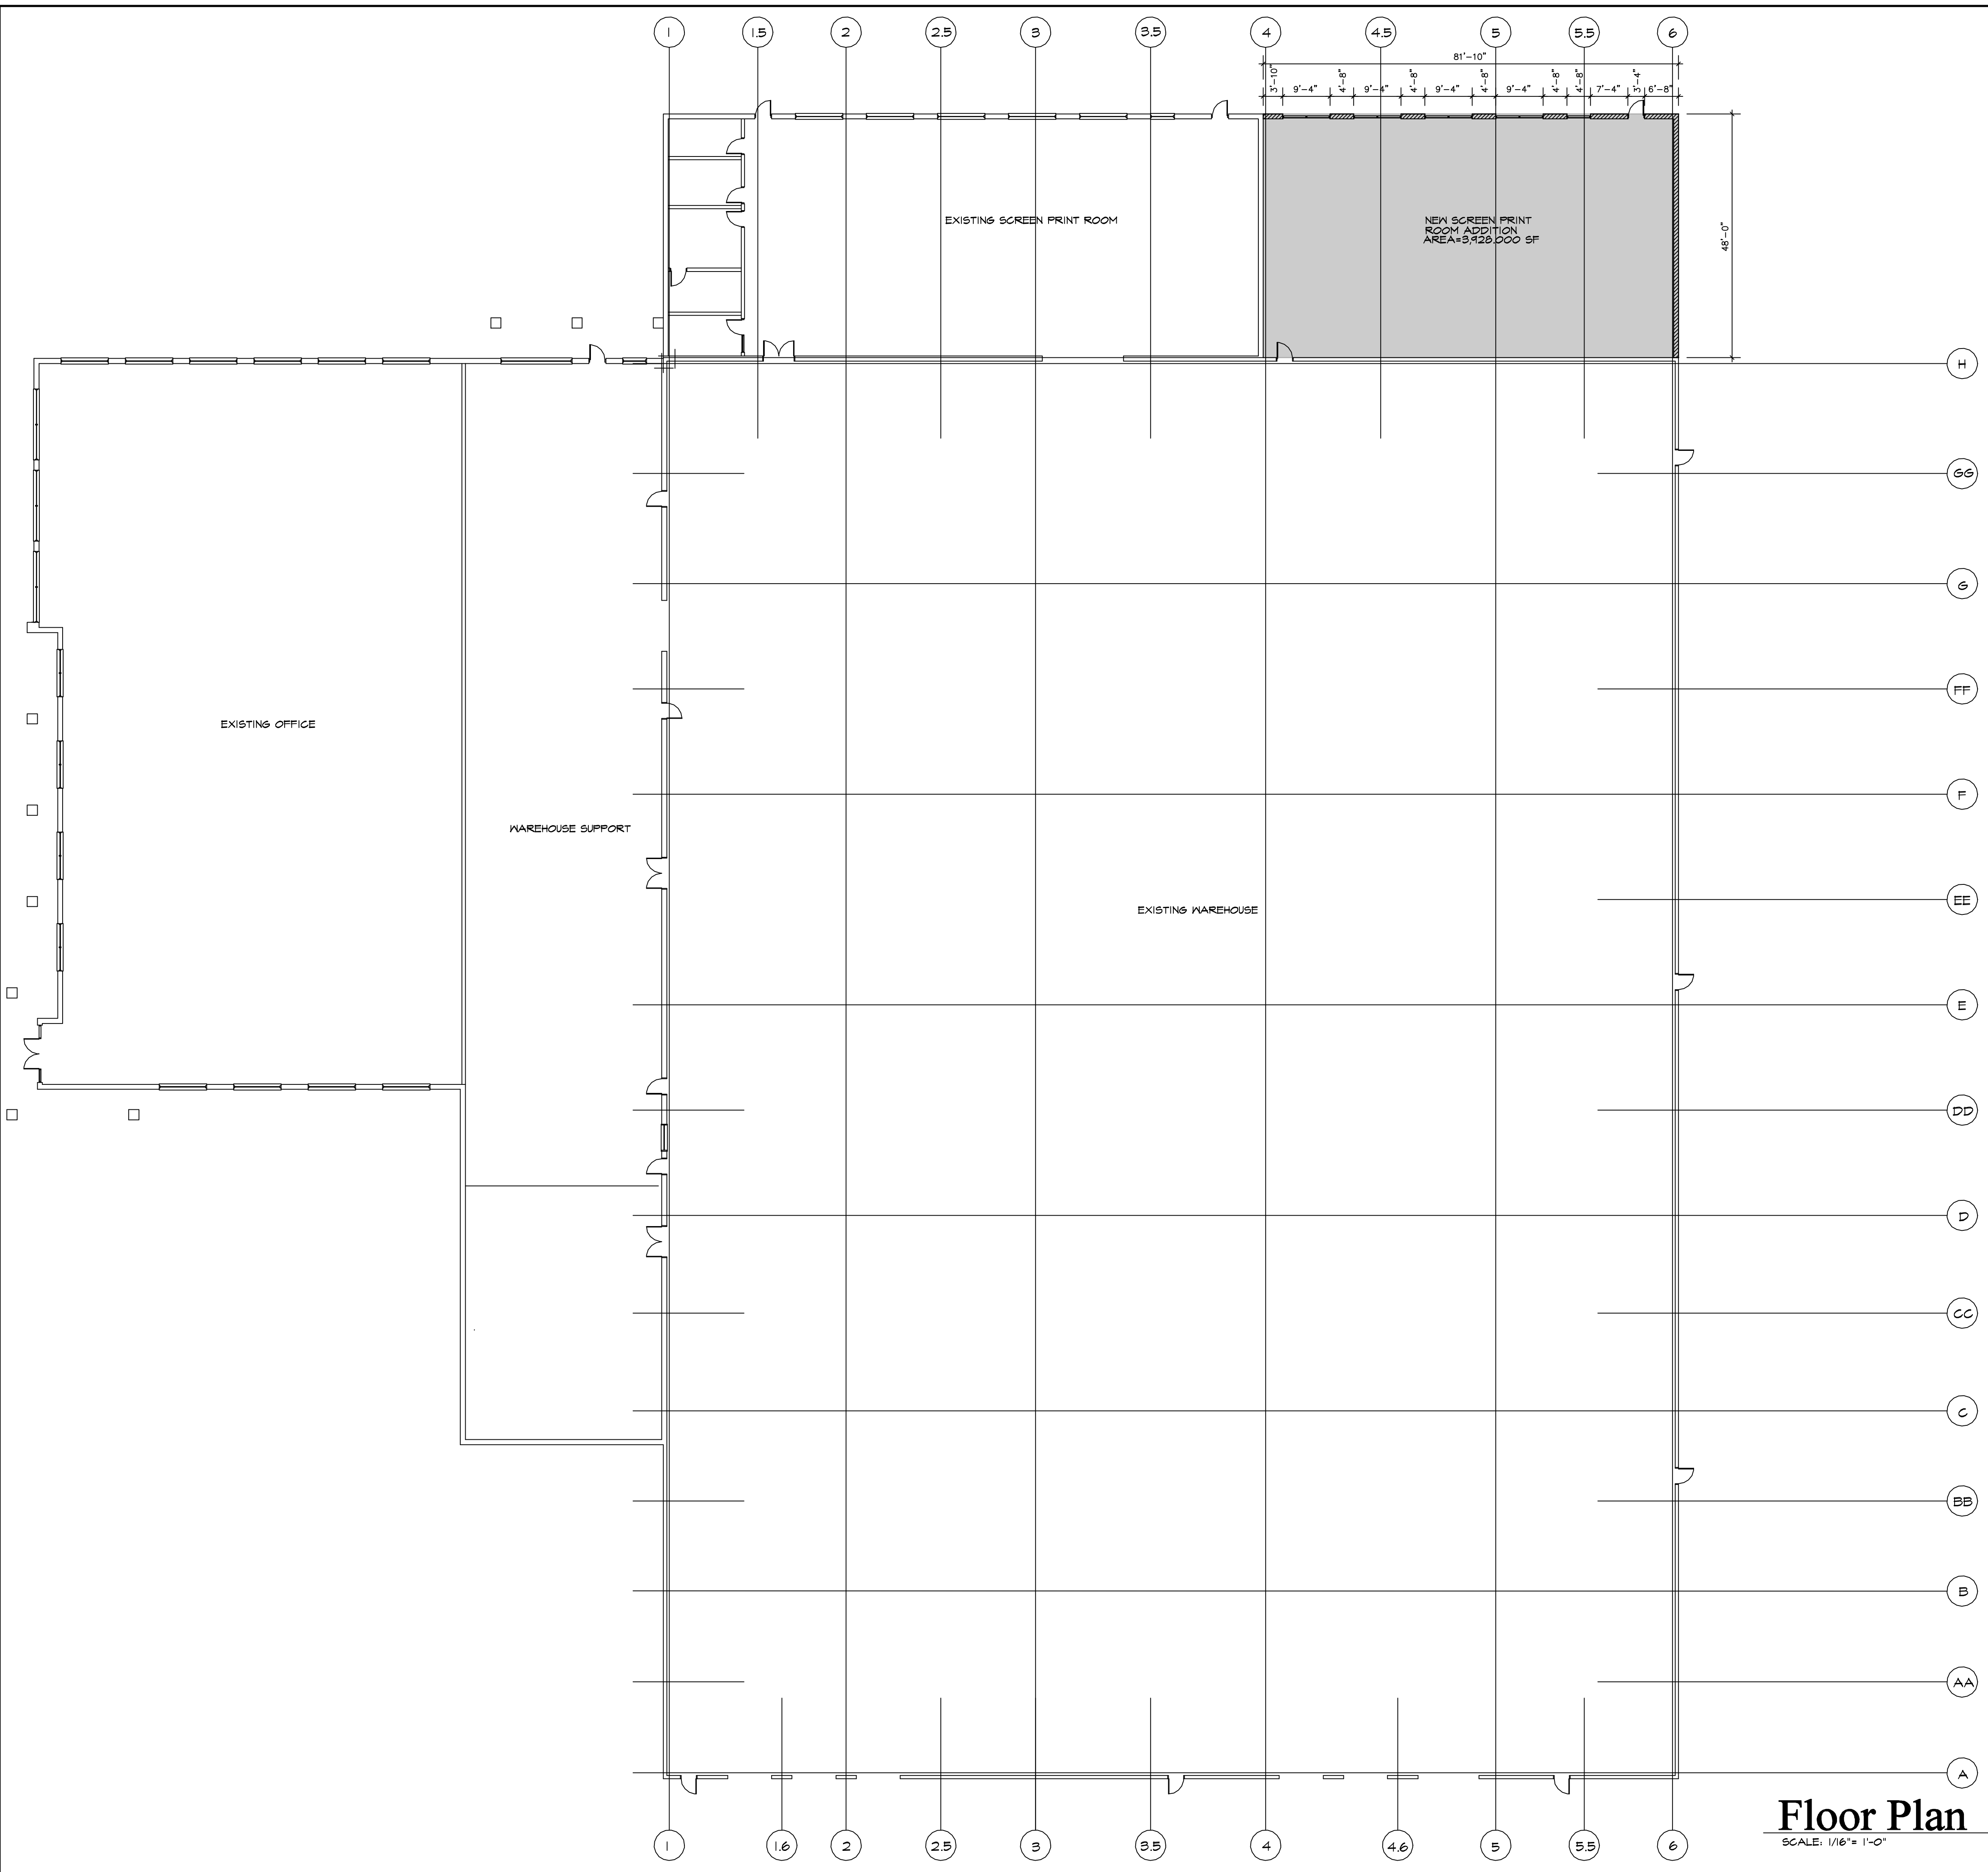 1 1.5 2 2.5 3 3.5 4 4.5 5 5.5 6
81'-10"
3'-10" 9'-4" 4'-8" 9'-4" 4'-8" 9'-4" 4'-8" 9'-4" 4'-8" 4'-8" 7'-4" 3'-4" 6'-8"
EXISTING SCREEN PRINT ROOM
NEW SCREEN PRINT
ROOM ADDITION
AREA=3,928.000 SF
48'-0"
H
GG
G
FF
EXISTING OFFICE
F
WAREHOUSE SUPPORT
EE
EXISTING WAREHOUSE
E
DD
D
CC
C
BB
B
AA
A
Floor Plan
SCALE: 1/16"= 1'-0"
1 1.6 2 2.5 3 3.5 4 4.6 5 5.5 6